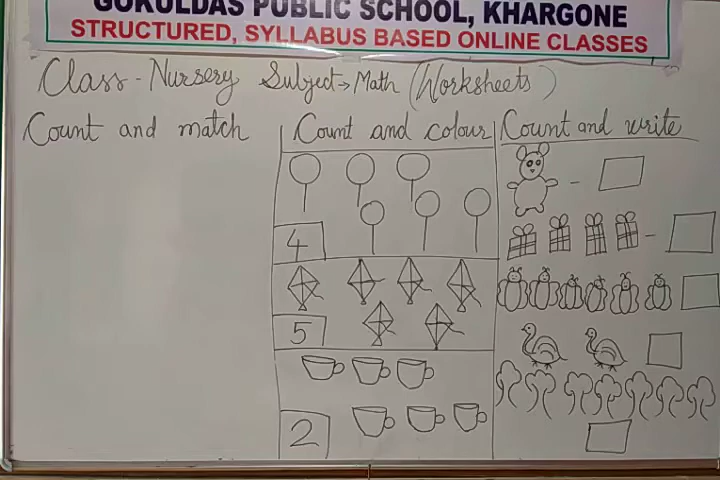 GOKULDAS PUBLIC SCHOOL, KHARGONE
STRUCTURED, SYLLABUS BASED ONLINE CLASSES
Class - Nursery Subject → Math (Worksheets)
Count and match
Count and colour
4
5
2
Count and write